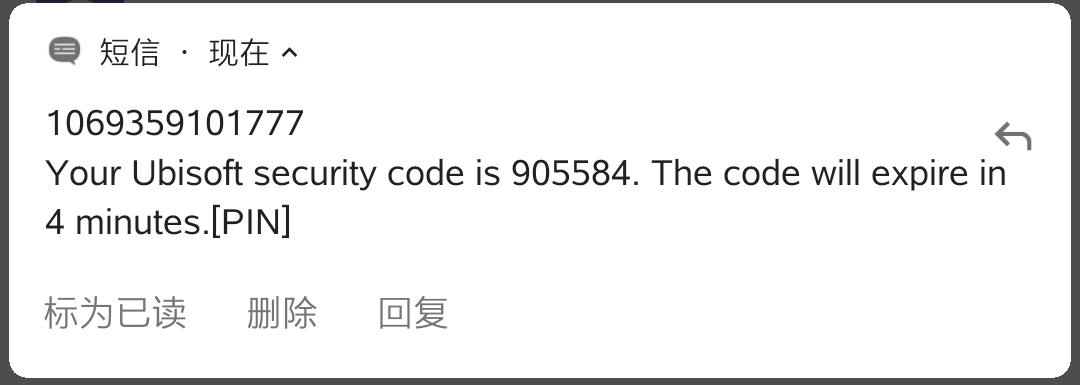 短信 · 现在
1069359101777
Your Ubisoft security code is 905584. The code will expire in
4 minutes.[PIN]
标为已读 删除 回复